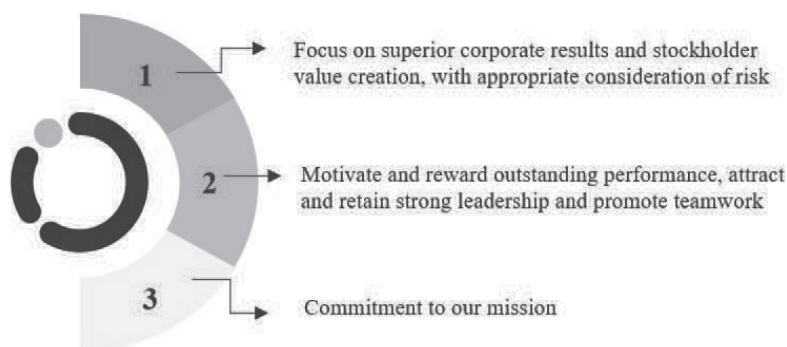 1
Focus on superior corporate results and stockholder
value creation, with appropriate consideration of risk
2
Motivate and reward outstanding performance, attract
and retain strong leadership and promote teamwork
3
Commitment to our mission